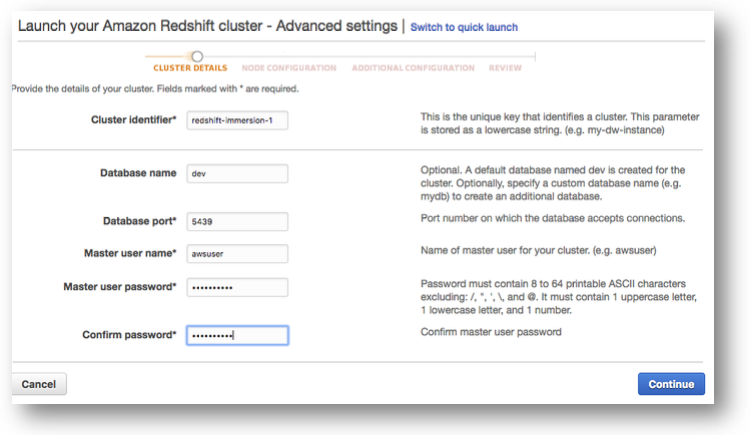 Launch your Amazon Redshift cluster - Advanced settings | Switch to quick launch
CLUSTER DETAILS NODE CONFIGURATION ADDITIONAL CONFIGURATION REVIEW
Provide the details of your cluster. Fields marked with * are required.
Cluster identifier* redshift-immersion-1 This is the unique key that identifies a cluster. This parameter
is stored as a lowercase string. (e.g. my-dw-instance)
Database name dev Optional. A default database named dev is created for the
cluster. Optionally, specify a custom database name (e.g.
mydb) to create an additional database.
Database port* 5439 Port number on which the database accepts connections.
Master user name* awsuser Name of master user for your cluster. (e.g. awsuser)
Master user password* •••••••••• Password must contain 8 to 64 printable ASCII characters
excluding: /, ", ', \, and @. It must contain 1 uppercase letter,
1 lowercase letter, and 1 number.
Confirm password* •••••••••• Confirm master user password
Cancel Continue